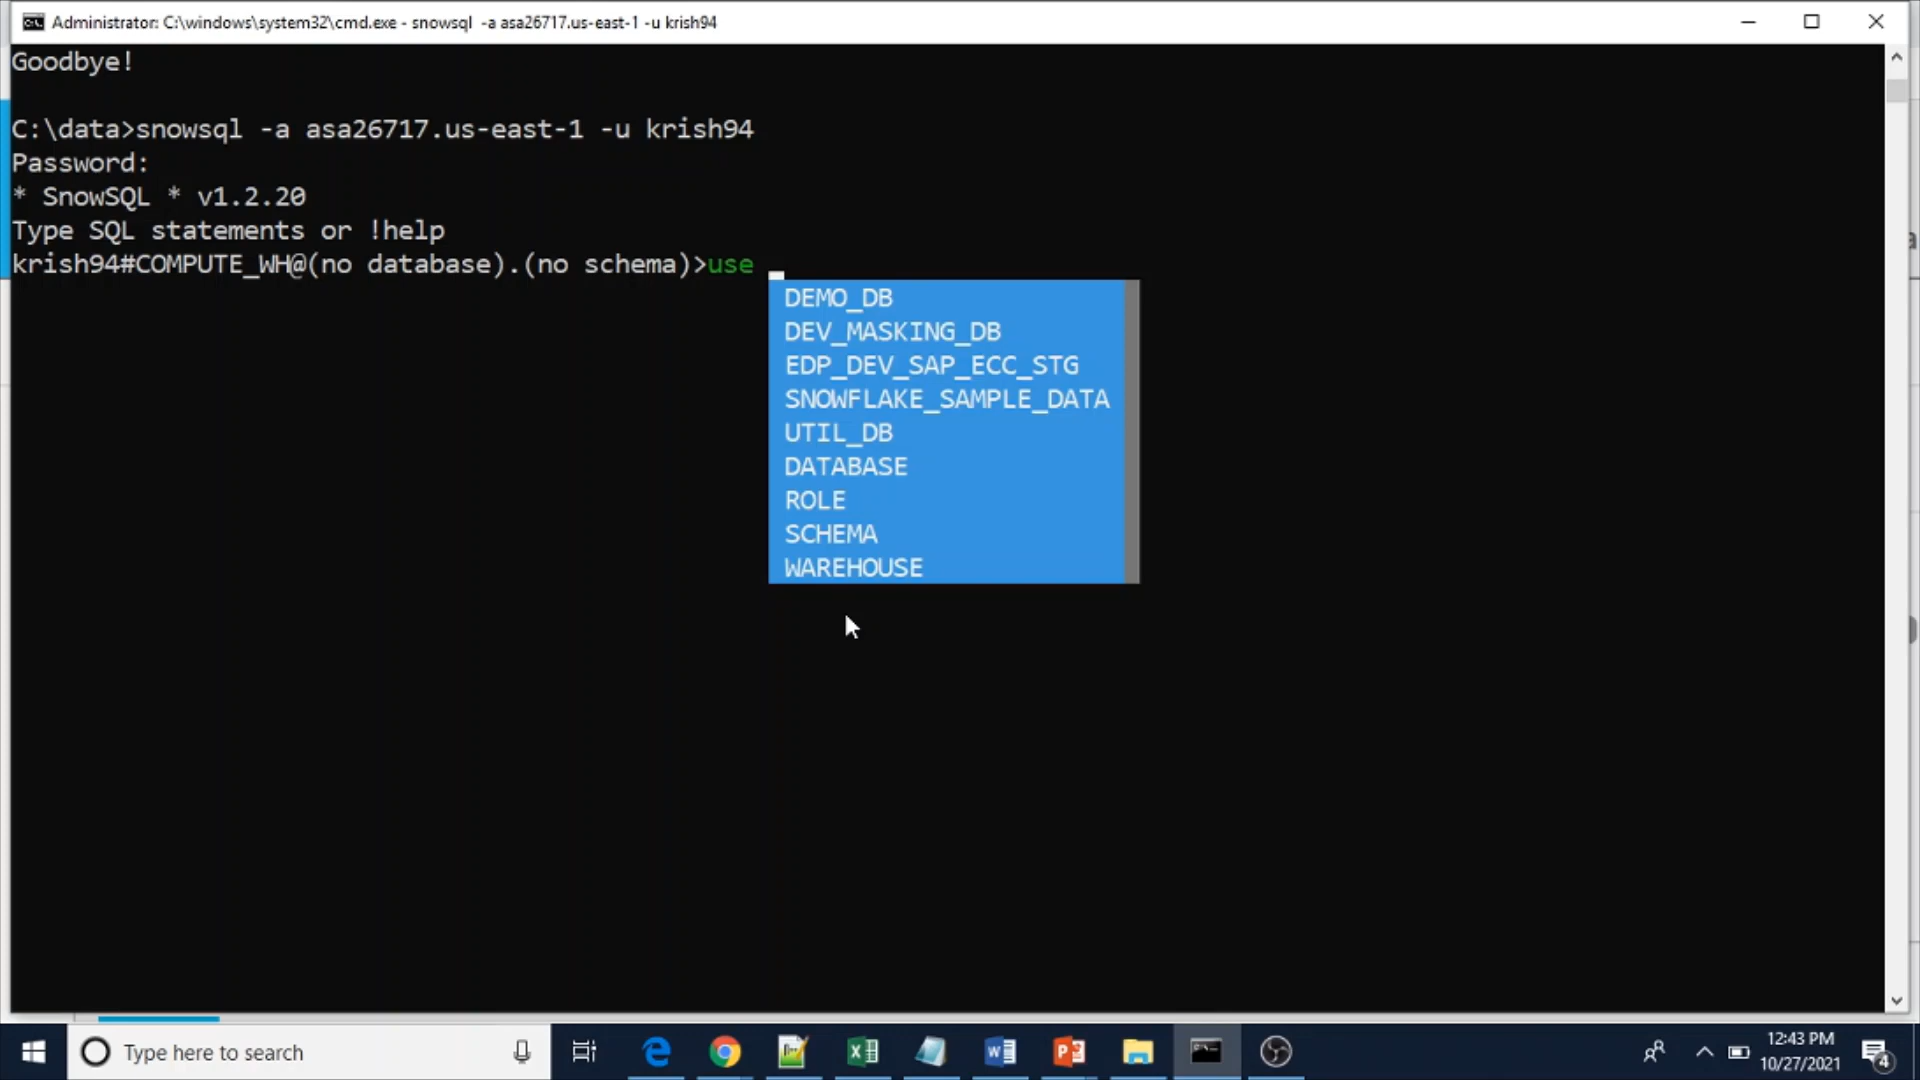 Administrator: C:\windows\system32\cmd.exe - snowsql -a asa26717.us-east-1 -u krish94
Goodbye!
C:\data>snowsql -a asa26717.us-east-1 -u krish94
Password:
* SnowSQL * v1.2.20
Type SQL statements or !help
krish94#COMPUTE_WH@(no database).(no schema)>use
DEMO_DB
DEV_MASKING_DB
EDP_DEV_SAP_ECC_STG
SNOWFLAKE_SAMPLE_DATA
UTIL_DB
DATABASE
ROLE
SCHEMA
WAREHOUSE
Type here to search
12:43 PM
10/27/2021
4